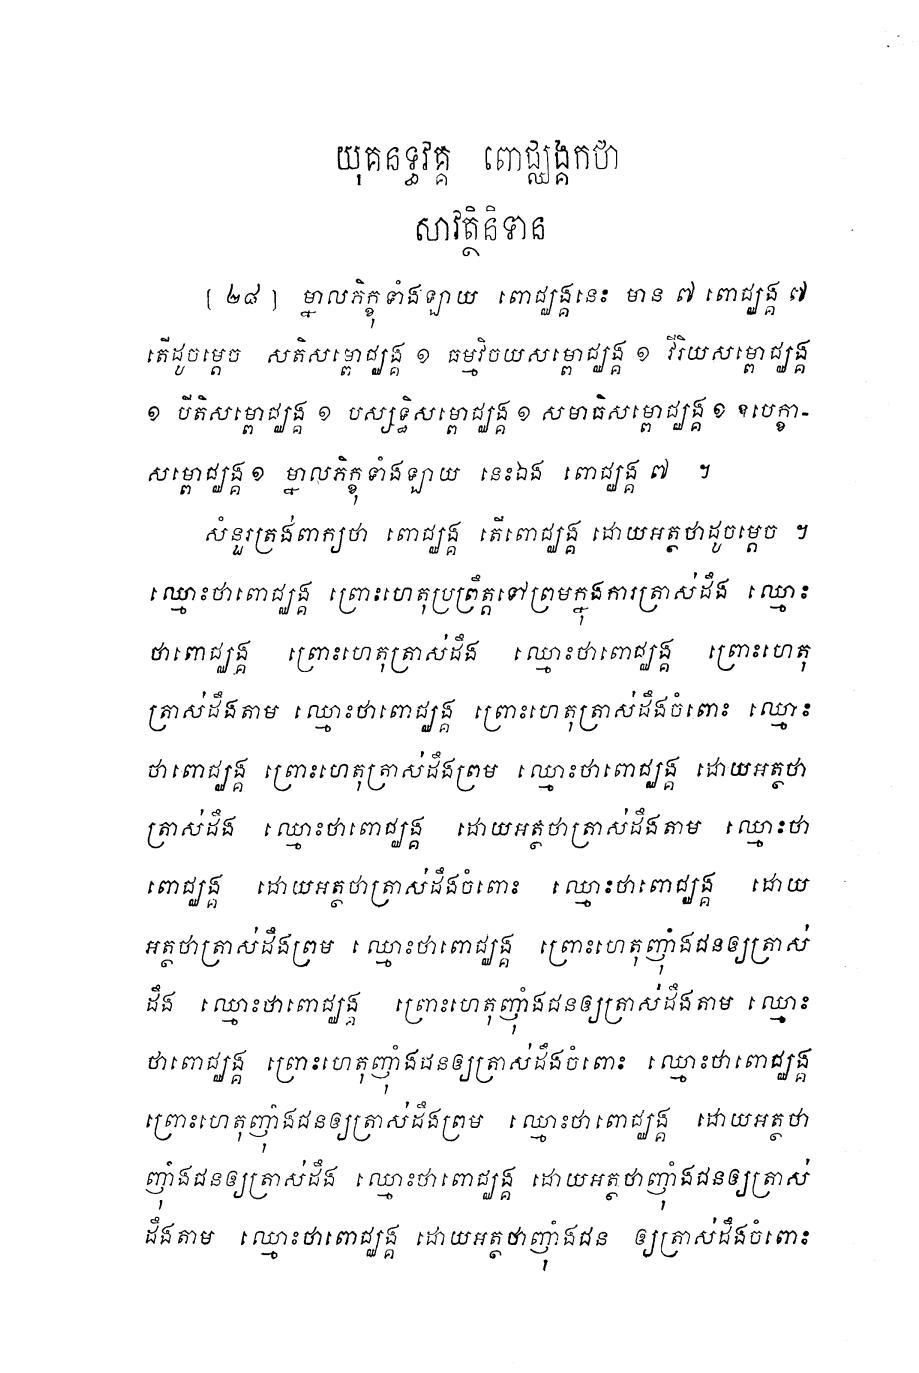 យុគនទ្ធវគ្គ ពោជ្ឈង្គកថា
សាវត្ថិនិទាន
[ ២៨ ] ម្នាលភិក្ខុទាំងឡាយ ពោជ្ឈង្គនេះ មាន ៧ ពោជ្ឈង្គ ៧
តើដូចម្ដេច សតិសម្ពោជ្ឈង្គ ១ ធម្មវិចយសម្ពោជ្ឈង្គ ១ វីរិយសម្ពោជ្ឈង្គ
១ បីតិសម្ពោជ្ឈង្គ ១ បស្សទ្ធិសម្ពោជ្ឈង្គ ១ សមាធិសម្ពោជ្ឈង្គ ១ ឧបេក្ខា-
សម្ពោជ្ឈង្គ ១ ម្នាលភិក្ខុទាំងឡាយ នេះឯង ពោជ្ឈង្គ ៧ ។
សំនួរត្រង់ពាក្យថា ពោជ្ឈង្គ តើពោជ្ឈង្គ ដោយអត្ថថាដូចម្ដេច ។
ឈ្មោះថាពោជ្ឈង្គ ព្រោះហេតុប្រព្រឹត្តទៅព្រមក្នុងការត្រាស់ដឹង ឈ្មោះ
ថាពោជ្ឈង្គ ព្រោះហេតុត្រាស់ដឹង ឈ្មោះថាពោជ្ឈង្គ ព្រោះហេតុ
ត្រាស់ដឹងតាម ឈ្មោះថាពោជ្ឈង្គ ព្រោះហេតុត្រាស់ដឹងចំពោះ ឈ្មោះ
ថាពោជ្ឈង្គ ព្រោះហេតុត្រាស់ដឹងព្រម ឈ្មោះថាពោជ្ឈង្គ ដោយអត្ថថា
ត្រាស់ដឹង ឈ្មោះថាពោជ្ឈង្គ ដោយអត្ថថាត្រាស់ដឹងតាម ឈ្មោះថា
ពោជ្ឈង្គ ដោយអត្ថថាត្រាស់ដឹងចំពោះ ឈ្មោះថាពោជ្ឈង្គ ដោយ
អត្ថថាត្រាស់ដឹងព្រម ឈ្មោះថាពោជ្ឈង្គ ព្រោះហេតុញ៉ាំងជនឲ្យត្រាស់
ដឹង ឈ្មោះថាពោជ្ឈង្គ ព្រោះហេតុញ៉ាំងជនឲ្យត្រាស់ដឹងតាម ឈ្មោះ
ថាពោជ្ឈង្គ ព្រោះហេតុញ៉ាំងជនឲ្យត្រាស់ដឹងចំពោះ ឈ្មោះថាពោជ្ឈង្គ
ព្រោះហេតុញ៉ាំងជនឲ្យត្រាស់ដឹងព្រម ឈ្មោះថាពោជ្ឈង្គ ដោយអត្ថថា
ញ៉ាំងជនឲ្យត្រាស់ដឹង ឈ្មោះថាពោជ្ឈង្គ ដោយអត្ថថាញ៉ាំងជនឲ្យត្រាស់
ដឹងតាម ឈ្មោះថាពោជ្ឈង្គ ដោយអត្ថថាញ៉ាំងជន ឲ្យត្រាស់ដឹងចំពោះ